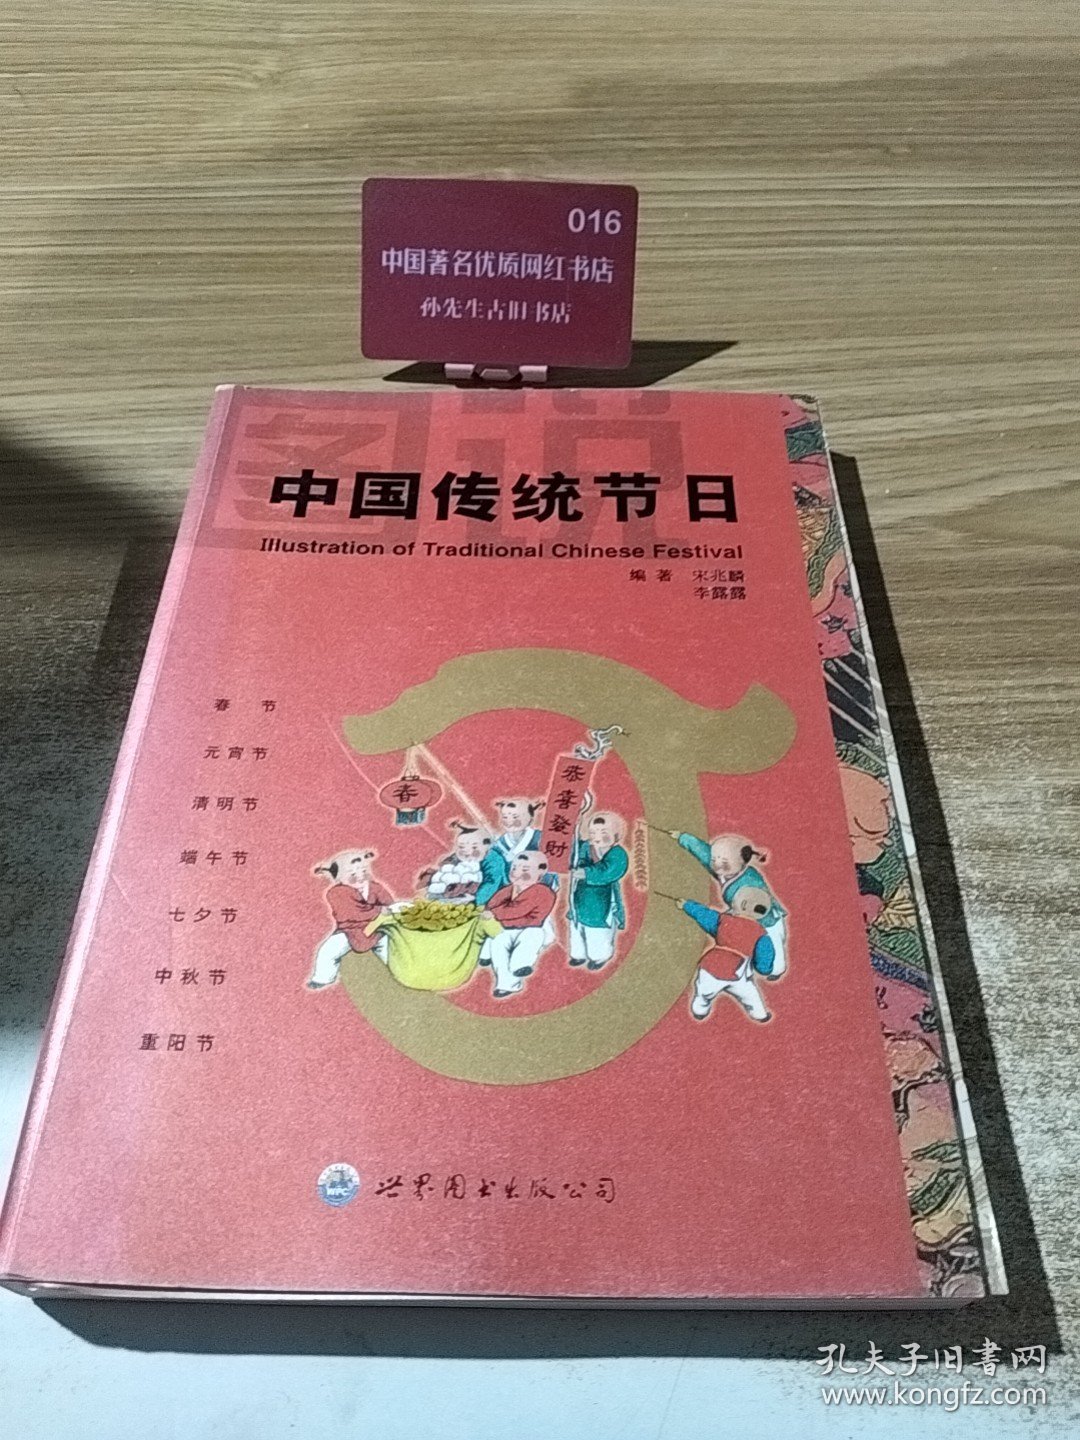 016
中国著名优质网红书店
孙先生古旧书店
图说
中国传统节日
Illustration of Traditional Chinese Festival
编著 宋兆麟
李露露
春节
元宵节
清明节
端午节
七夕节
中秋节
重阳节
春
恭喜發財
WPC
世界图书出版公司
孔夫子旧書网
www.kongfz.com